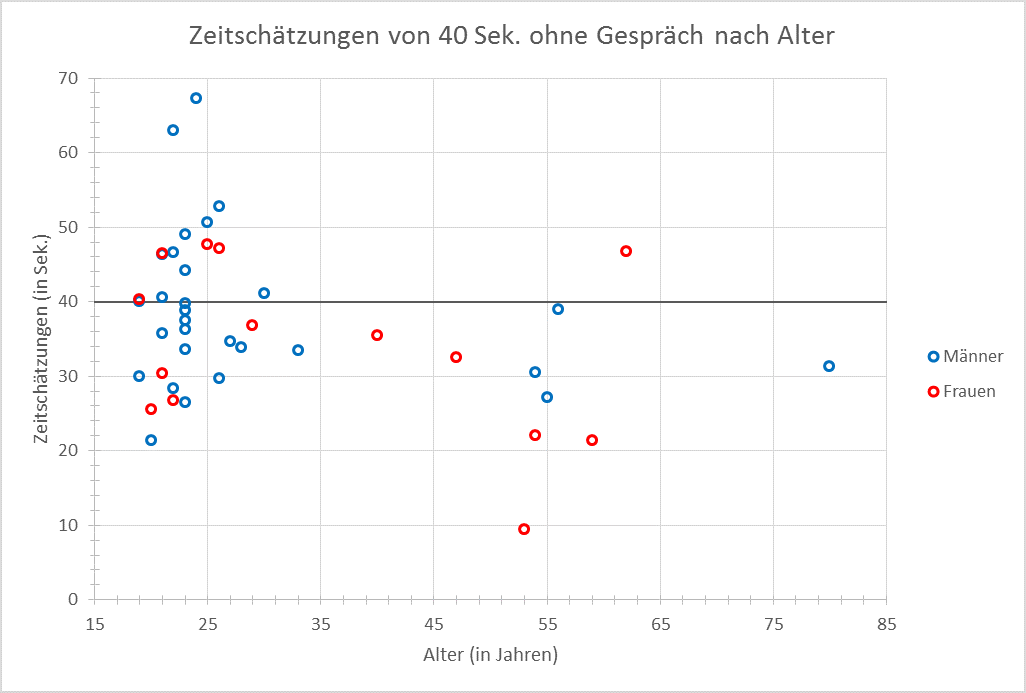 Zeitschätzungen von 40 Sek. ohne Gespräch nach Alter
Zeitschätzungen (in Sek.)
70
60
50
40
30
20
10
0
15 25 35 45 55 65 75 85
Alter (in Jahren)
Männer
Frauen